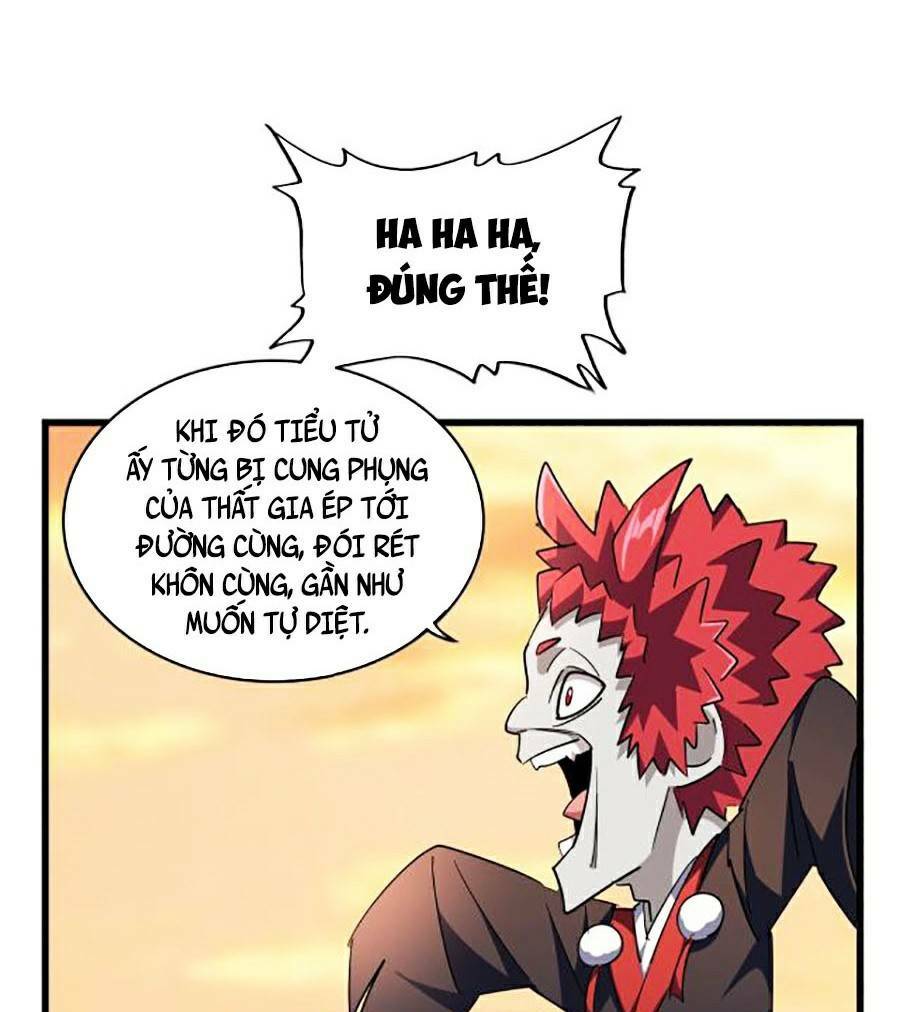 HA HA HA,
ĐÚNG THẾ!
KHI ĐÓ TIỂU TỬ
ẤY TỪNG BỊ CUNG PHỤNG
CỦA THẤT GIA ÉP TỚI
ĐƯỜNG CÙNG, ĐÓI RÉT
KHÔN CÙNG, GẦN NHƯ
MUỐN TỰ DIỆT.